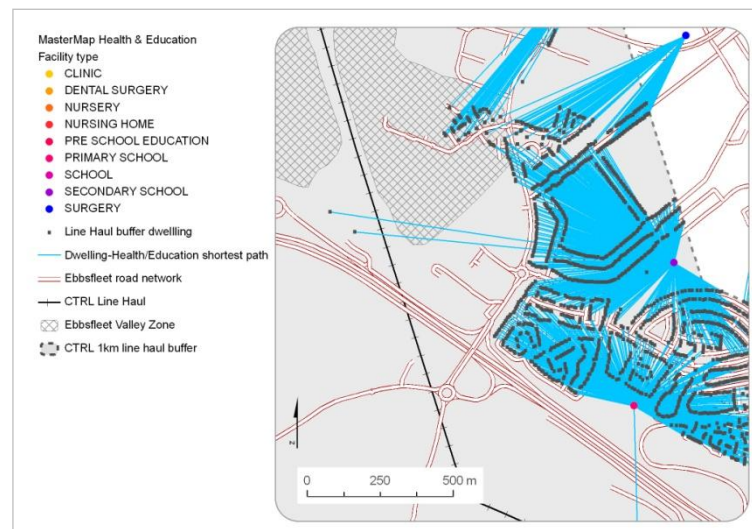 MasterMap Health & Education
Facility type
CLINIC
DENTAL SURGERY
NURSERY
NURSING HOME
PRE SCHOOL EDUCATION
PRIMARY SCHOOL
SCHOOL
SECONDARY SCHOOL
SURGERY
Line Haul buffer dwellling
Dwelling-Health/Education shortest path
Ebbsfleet road network
CTRL Line Haul
Ebbsfleet Valley Zone
CTRL 1km line haul buffer
z
0 250 500 m